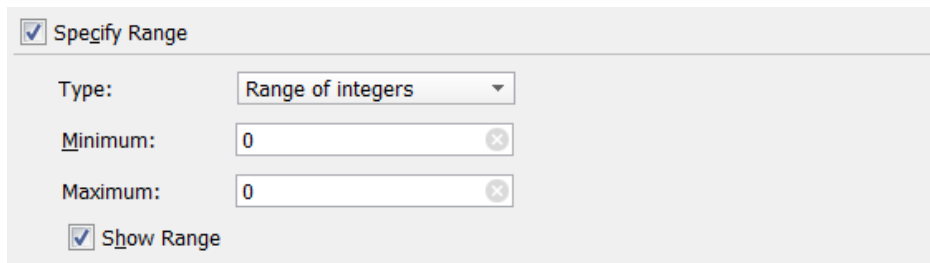 Specify Range
Type: Range of integers
Minimum: 0
Maximum: 0
Show Range